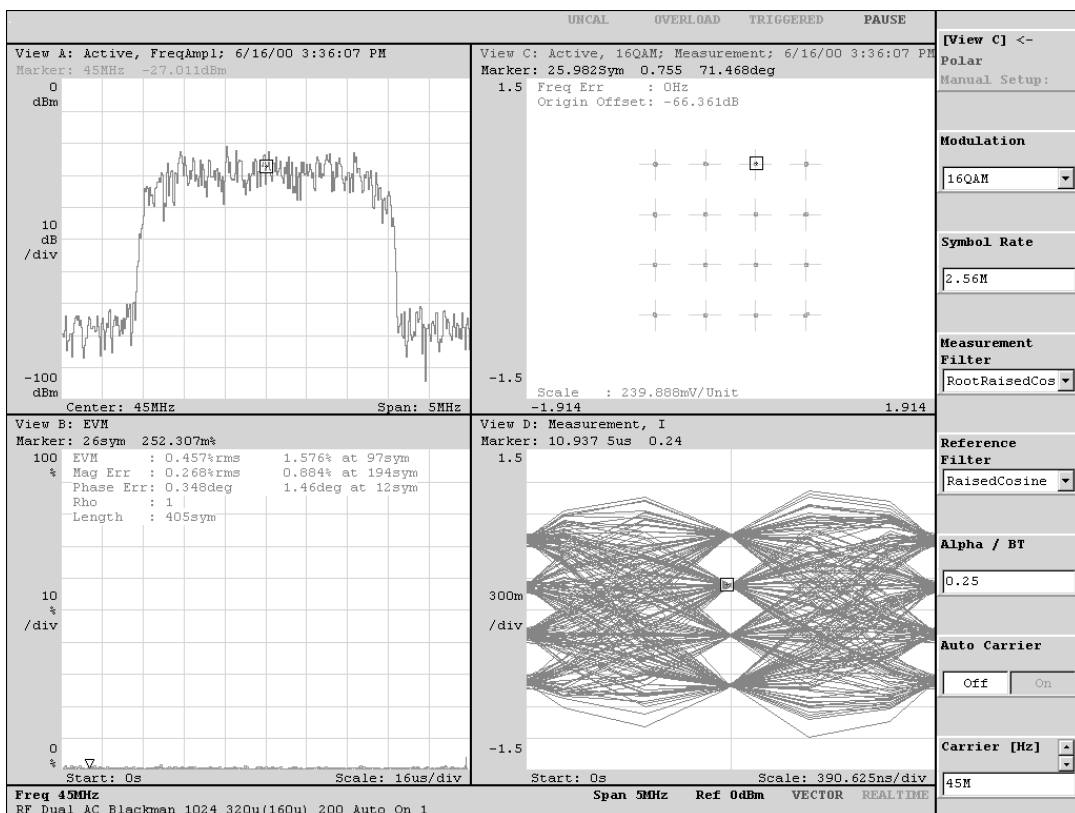 UNCAL OVERLOAD TRIGGERED PAUSE
View A: Active, FreqAmpl; 6/16/00 3:36:07 PM
Marker: 45MHz -27.011dBm
0
dBm
10
dB
/div
-100
dBm
Center: 45MHz Span: 5MHz
View C: Active, 16QAM; Measurement; 6/16/00 3:36:07 PM
Marker: 25.982Sym 0.755 71.468deg
1.5 Freq Err : 0Hz
Origin Offset: -66.361dB
-1.5
Scale : 239.888mV/Unit
-1.914 1.914
View B: EVM
Marker: 26sym 252.307m%
100
%
EVM : 0.457%rms 1.576% at 97sym
Mag Err : 0.268%rms 0.884% at 194sym
Phase Err: 0.348deg 1.46deg at 12sym
Rho : 1
Length : 405sym
10
%
/div
0
%
Start: 0s Scale: 16us/div
View D: Measurement, I
Marker: 10.937 5us 0.24
1.5
300m
/div
-1.5
Start: 0s Scale: 390.625ns/div
Freq 45MHz Span 5MHz Ref 0dBm VECTOR REALTIME
RF Dual AC Blackman 1024 320u(160u) 200 Auto On 1
[View C] <-
Polar
Manual Setup:
Modulation
16QAM
Symbol Rate
2.56M
Measurement
Filter
RootRaisedCos
Reference
Filter
RaisedCosine
Alpha / BT
0.25
Auto Carrier
Off On
Carrier [Hz]
45M